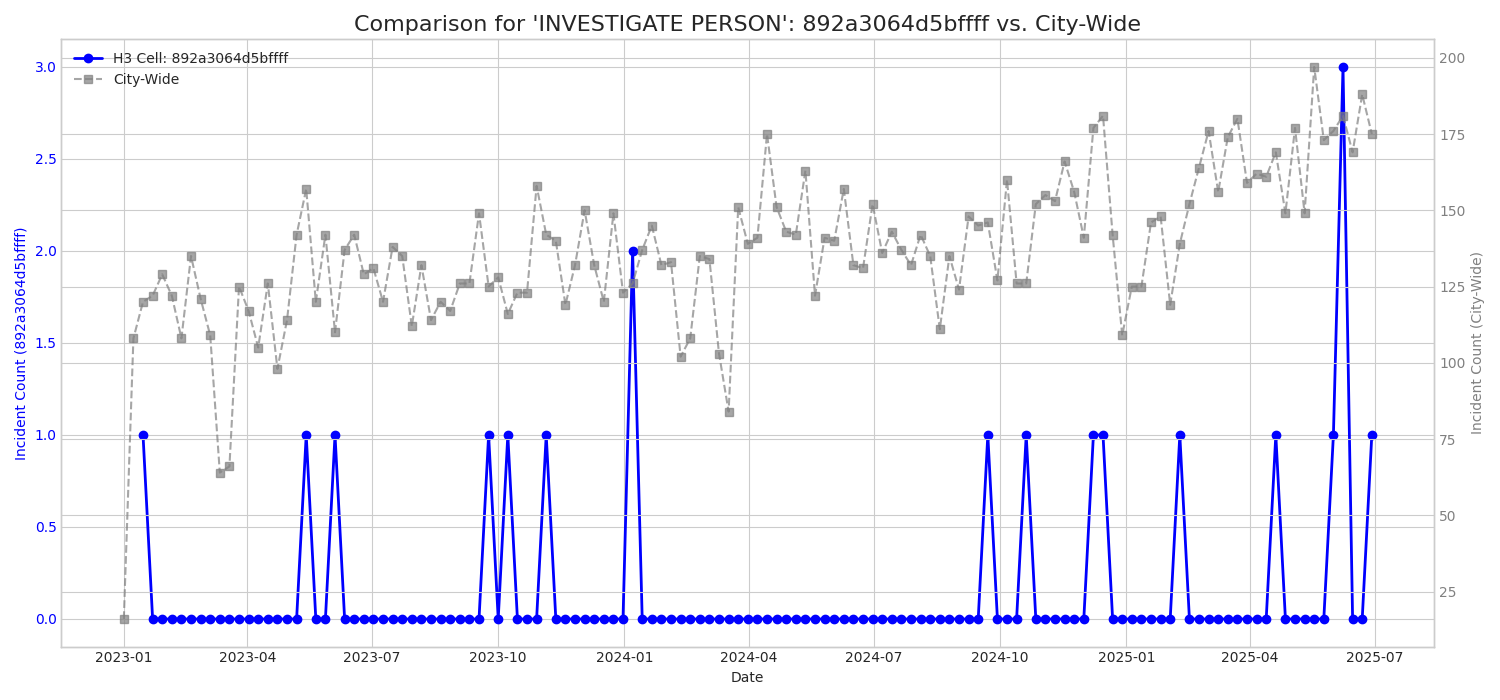 Comparison for 'INVESTIGATE PERSON': 892a3064d5bffff vs. City-Wide
H3 Cell: 892a3064d5bffff
City-Wide
Incident Count (892a3064d5bffff)
3.0
2.5
2.0
1.5
1.0
0.5
0.0
200
175
150
125
100
75
50
25
Incident Count (City-Wide)
2023-01 2023-04 2023-07 2023-10 2024-01 2024-04 2024-07 2024-10 2025-01 2025-04 2025-07
Date